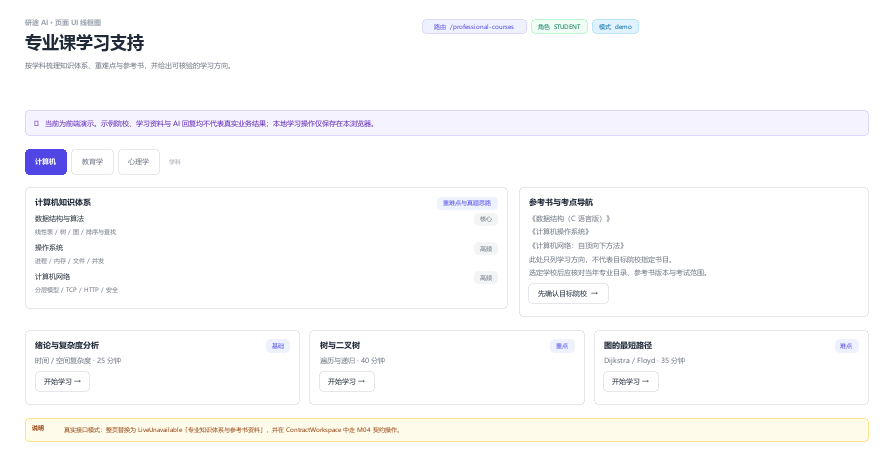 研途 AI • 页面 UI 线框图
路由 /professional-courses
角色 STUDENT
模式 demo
专业课学习支持
按学科梳理知识体系、重难点与参考书，并给出可核验的学习方向。
当前为前端演示。示例院校、学习资料与 AI 回复均不代表真实业务结果；本地学习操作仅保存在本浏览器。
计算机
教育学
心理学
学科
计算机知识体系
重难点与真题思路
数据结构与算法
核心
线性表 / 树 / 图 / 排序与查找
操作系统
高频
进程 / 内存 / 文件 / 并发
计算机网络
高频
分层模型 / TCP / HTTP / 安全
参考书与考点导航
《数据结构（C 语言版）》
《计算机操作系统》
《计算机网络：自顶向下方法》
此处只列学习方向，不代表目标院校指定书目。
选定学校后应核对当年专业目录、参考书版本与考试范围。
先确认目标院校 →
绪论与复杂度分析
基础
时间 / 空间复杂度 · 25 分钟
开始学习 →
树与二叉树
重点
遍历与递归 · 40 分钟
开始学习 →
图的最短路径
难点
Dijkstra / Floyd · 35 分钟
开始学习 →
说明
真实接口模式：整页替换为 LiveUnavailable「专业知识体系与参考书资料」，并在 ContractWorkspace 中走 M04 契约操作。